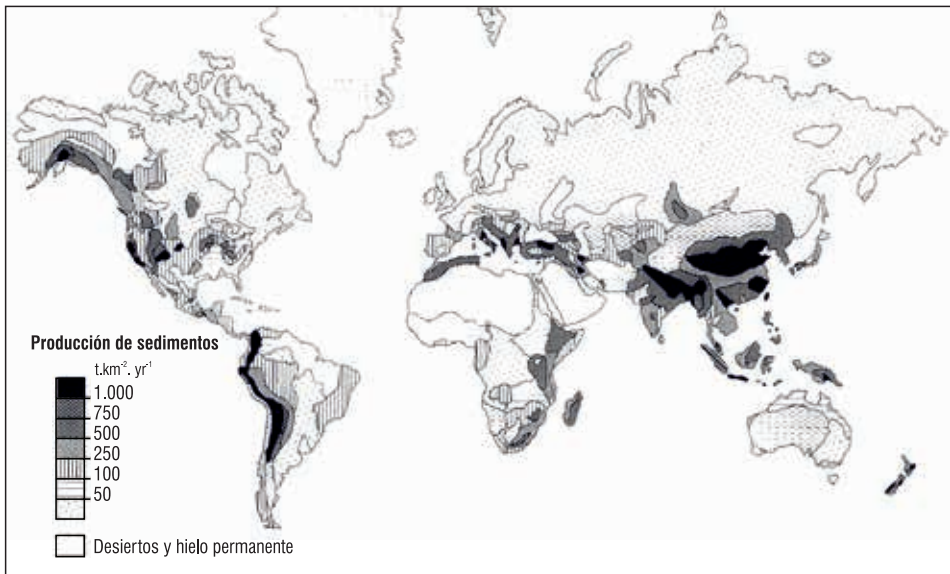 Producción de sedimentos
t.km⁻². yr⁻¹
1.000
750
500
250
100
50
Desiertos y hielo permanente